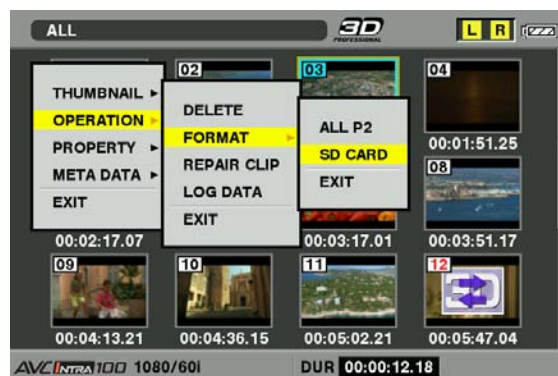 ALL 3D PROFESSIONAL L R
02 03 04
THUMBNAIL
OPERATION
PROPERTY
META DATA
EXIT
DELETE
FORMAT
REPAIR CLIP
LOG DATA
EXIT
ALL P2
SD CARD
EXIT
00:01:51.25
08
00:02:17.07 00:03:17.01 00:03:51.17
09 10 11 12
3D
00:04:13.21 00:04:36.15 00:05:02.21 00:05:47.04
AVC INTRA 100 1080/60i DUR 00:00:12.18